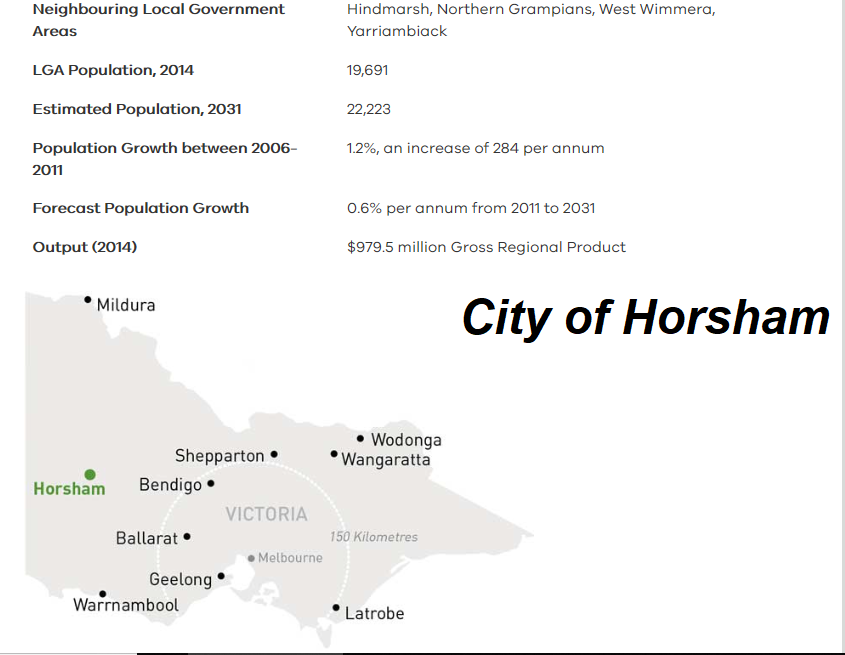 Neighbouring Local Government Hindmarsh, Northern Grampians, West Wimmera,
Areas Yarriambiack
LGA Population, 2014 19,691
Estimated Population, 2031 22,223
Population Growth between 2006– 1.2%, an increase of 284 per annum
2011
Forecast Population Growth 0.6% per annum from 2011 to 2031
Output (2014) $979.5 million Gross Regional Product
Mildura
City of Horsham
Wodonga
Shepparton
Wangaratta
Horsham
Bendigo
VICTORIA
Ballarat
150 Kilometres
Melbourne
Geelong
Warrnambool
Latrobe